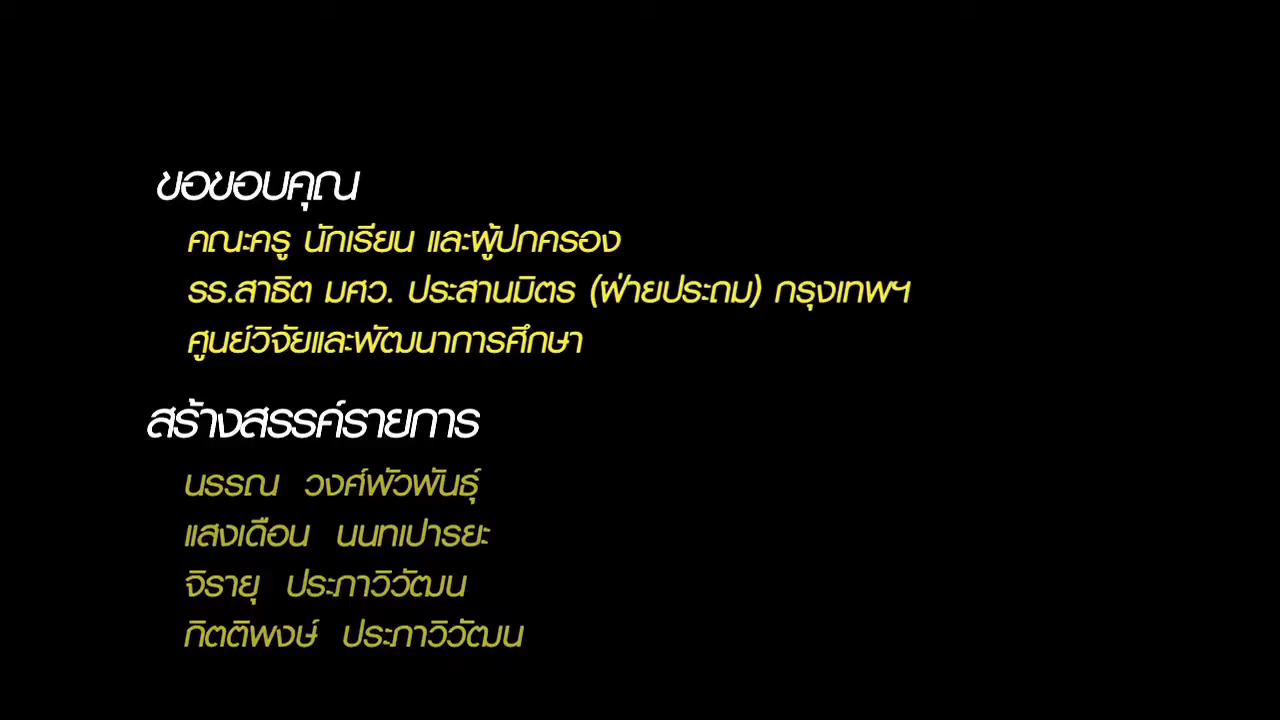 ขอขอบคุณ
คณะครู นักเรียน และผู้ปกครอง
รร.สาธิต มศว. ประสานมิตร (ฝ่ายประถม) กรุงเทพฯ
ศูนย์วิจัยและพัฒนาการศึกษา
สร้างสรรค์รายการ
นรรณ วงศ์พัวพันธุ์
แสงเดือน นนทเปารยะ
จิรายุ ประภาวิวัฒน
กิตติพงษ์ ประภาวิวัฒน